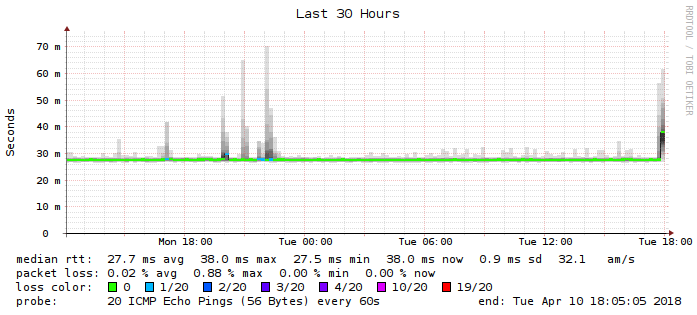 Last 30 Hours
RRDTOOL / TOBI OETIKER
Seconds
70 m
60 m
50 m
40 m
30 m
20 m
10 m
0
Mon 18:00 Tue 00:00 Tue 06:00 Tue 12:00 Tue 18:00
median rtt: 27.7 ms avg 38.0 ms max 27.5 ms min 38.0 ms now 0.9 ms sd 32.1 am/s
packet loss: 0.02 % avg 0.88 % max 0.00 % min 0.00 % now
loss color: 0 1/20 2/20 3/20 4/20 10/20 19/20
probe: 20 ICMP Echo Pings (56 Bytes) every 60s end: Tue Apr 10 18:05:05 2018